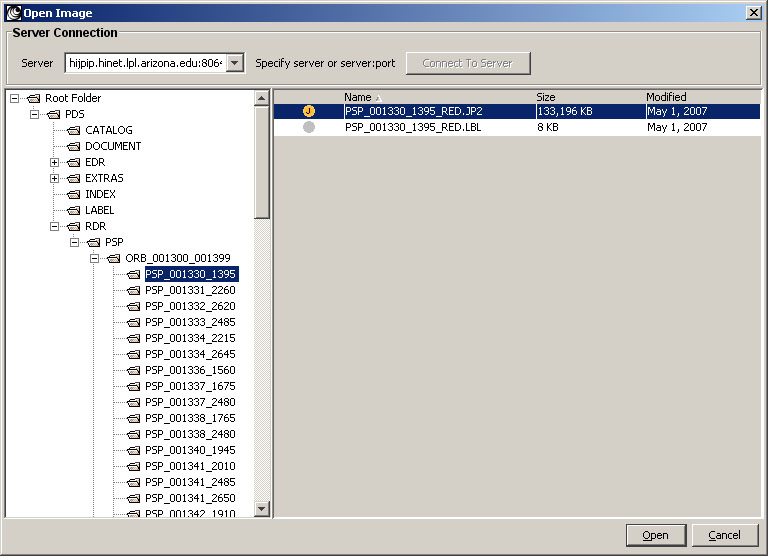 Open Image
Server Connection
Server hijpip.hinet.lpl.arizona.edu:8064 Specify server or server:port Connect To Server
Root Folder
PDS
CATALOG
DOCUMENT
EDR
EXTRAS
INDEX
LABEL
RDR
PSP
ORB_001300_001399
PSP_001330_1395
PSP_001331_2260
PSP_001332_2620
PSP_001333_2485
PSP_001334_2215
PSP_001334_2645
PSP_001336_1560
PSP_001337_1675
PSP_001337_2480
PSP_001338_1765
PSP_001338_2480
PSP_001340_1945
PSP_001341_2010
PSP_001341_2485
PSP_001341_2650
PSP_001342_1910
Name Size Modified
J PSP_001330_1395_RED.JP2 133,196 KB May 1, 2007
PSP_001330_1395_RED.LBL 8 KB May 1, 2007
Open Cancel